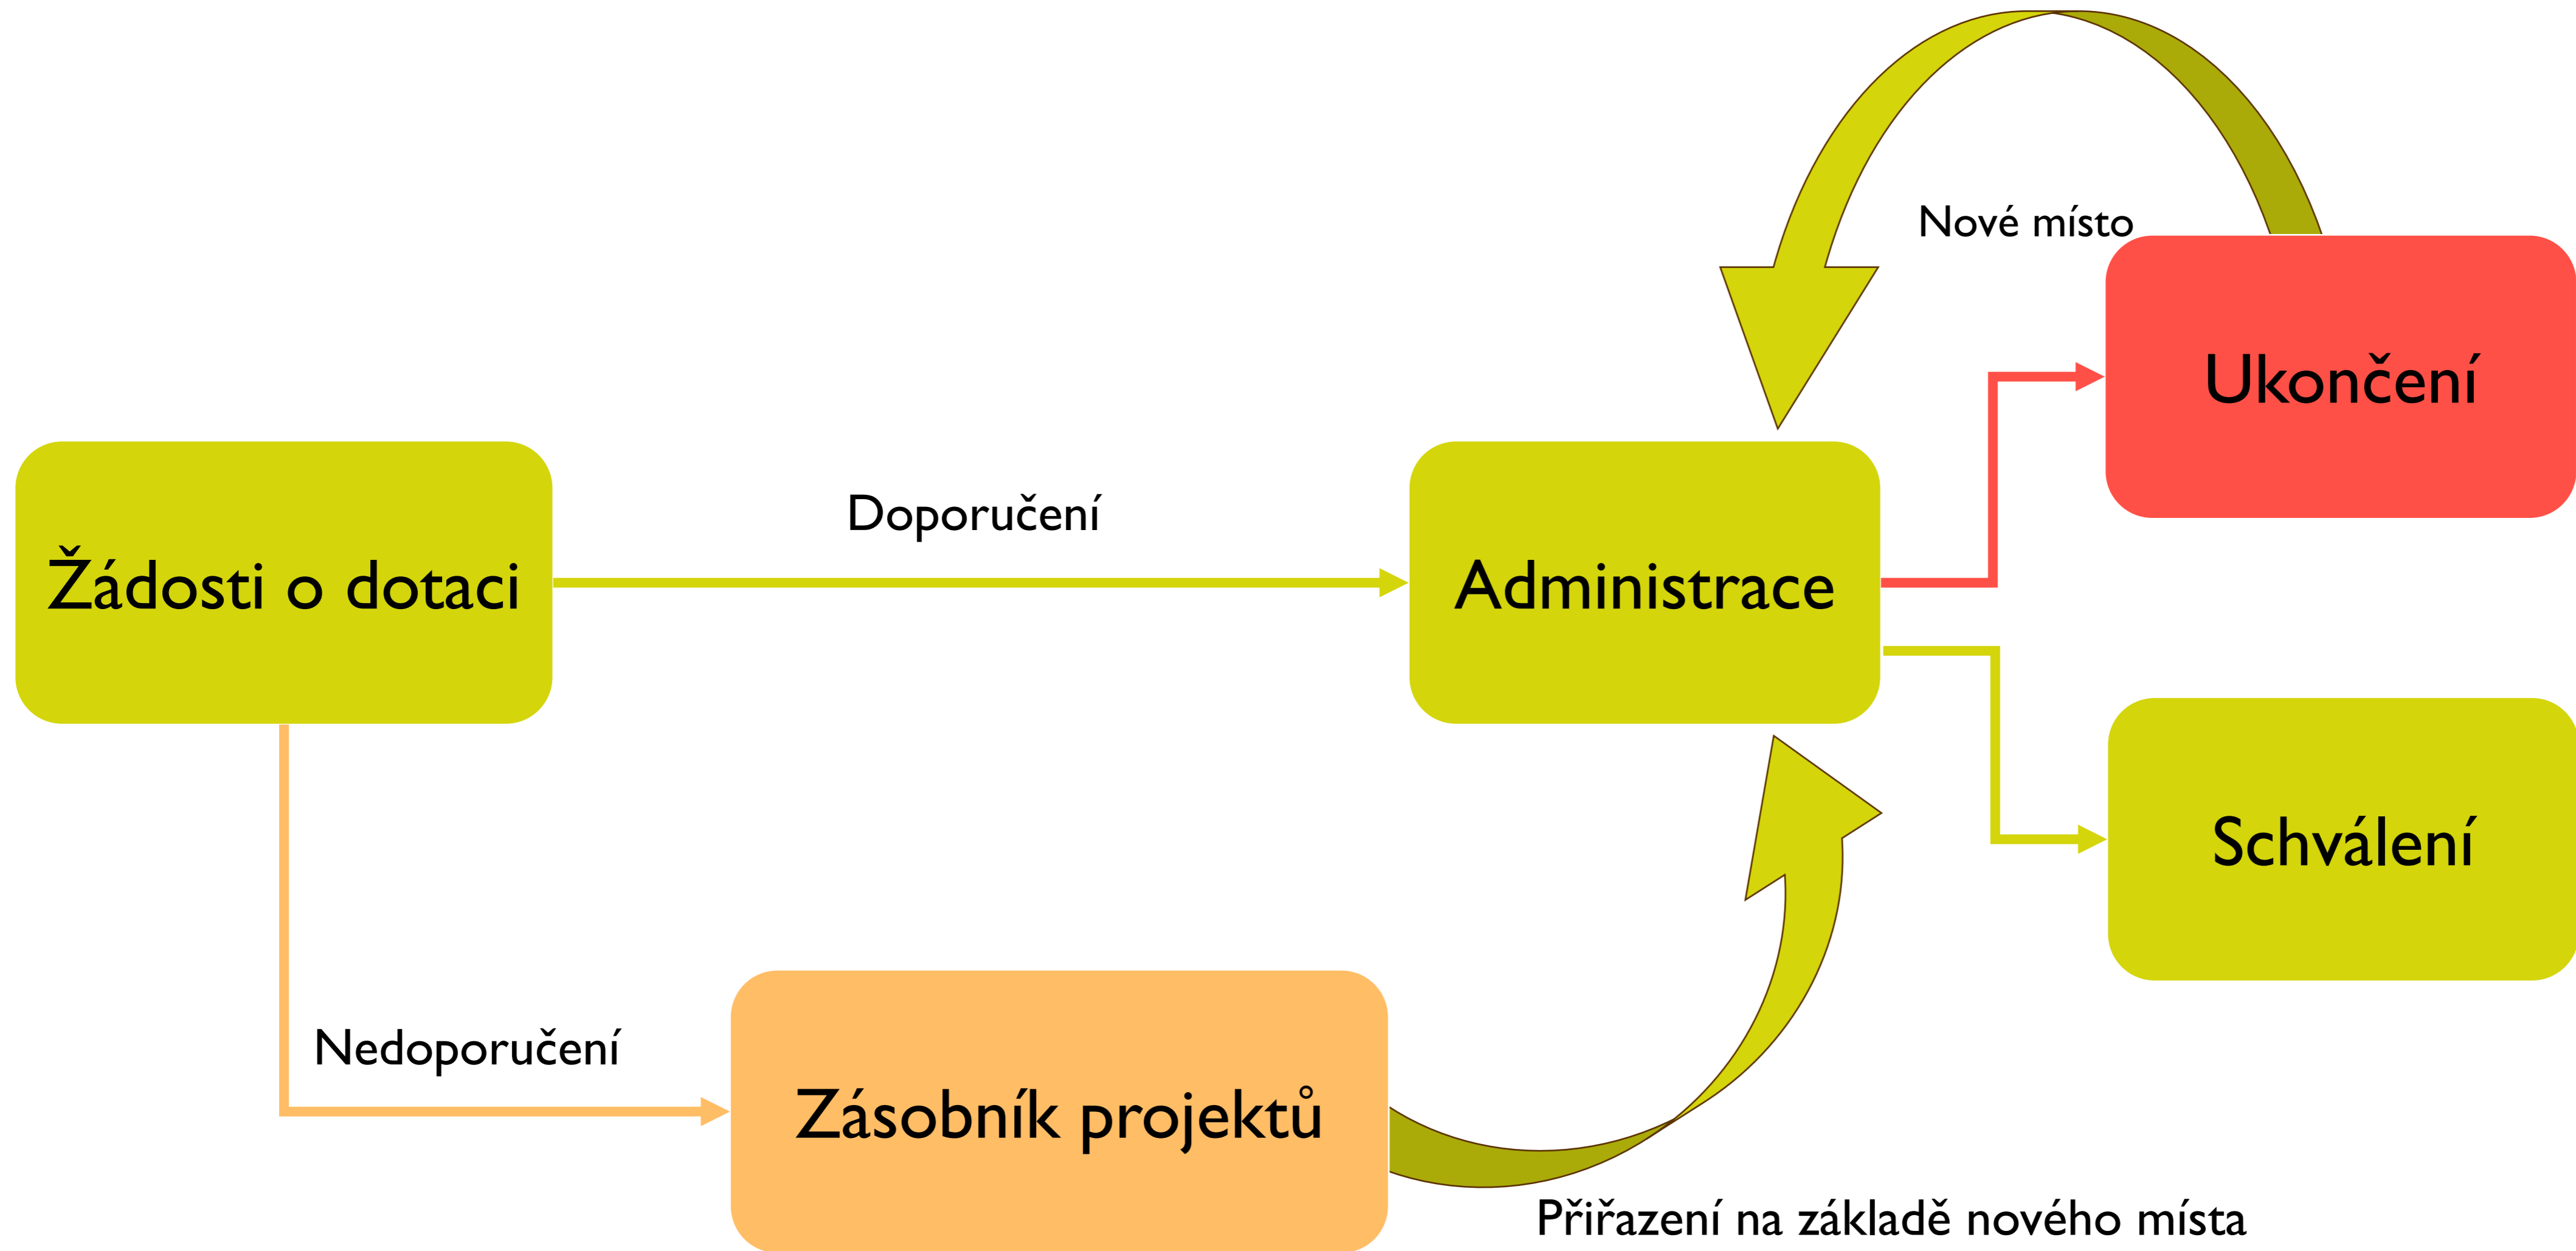 Nové místo
Ukončení
Doporučení
Žádosti o dotaci
Administrace
Schválení
Nedoporučení
Zásobník projektů
Přiřazení na základě nového místa